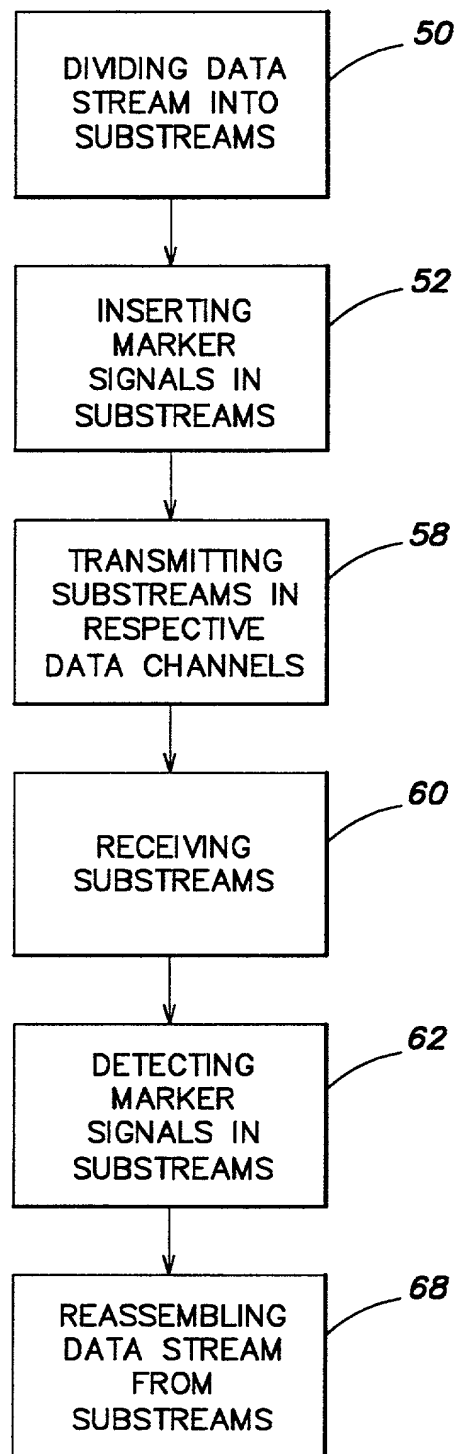 50
DIVIDING DATA
STREAM INTO
SUBSTREAMS
52
INSERTING
MARKER
SIGNALS IN
SUBSTREAMS
58
TRANSMITTING
SUBSTREAMS IN
RESPECTIVE
DATA CHANNELS
60
RECEIVING
SUBSTREAMS
62
DETECTING
MARKER
SIGNALS IN
SUBSTREAMS
68
REASSEMBLING
DATA STREAM
FROM
SUBSTREAMS